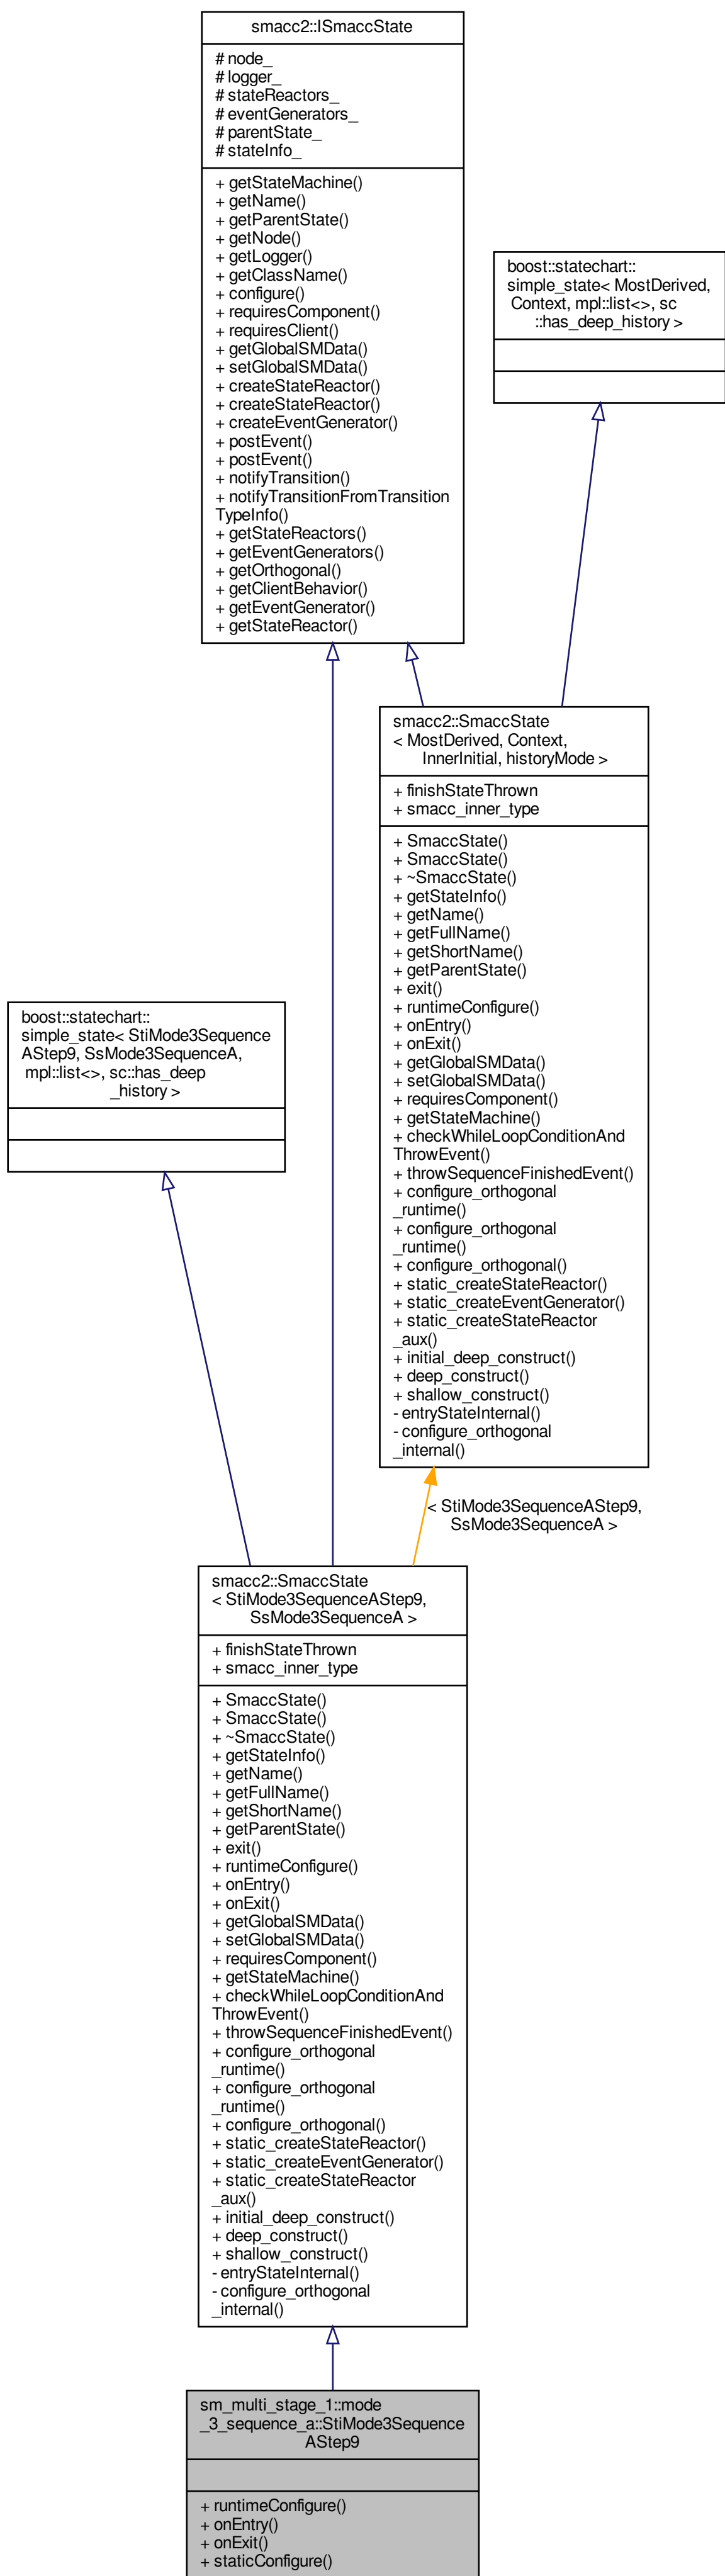 smacc2::ISmaccState
# node_
# logger_
# stateReactors_
# eventGenerators_
# parentState_
# stateInfo_
+ getStateMachine()
+ getName()
+ getParentState()
+ getNode()
+ getLogger()
+ getClassName()
+ configure()
+ requiresComponent()
+ requiresClient()
+ getGlobalSMData()
+ setGlobalSMData()
+ createStateReactor()
+ createStateReactor()
+ createEventGenerator()
+ postEvent()
+ postEvent()
+ notifyTransition()
+ notifyTransitionFromTransition
TypeInfo()
+ getStateReactors()
+ getEventGenerators()
+ getOrthogonal()
+ getClientBehavior()
+ getEventGenerator()
+ getStateReactor()
boost::statechart::
simple_state< MostDerived,
Context, mpl::list<>, sc
::has_deep_history >
smacc2::SmaccState
< MostDerived, Context,
InnerInitial, historyMode >
+ finishStateThrown
+ smacc_inner_type
+ SmaccState()
+ SmaccState()
+ ~SmaccState()
+ getStateInfo()
+ getName()
+ getFullName()
+ getShortName()
+ getParentState()
+ exit()
+ runtimeConfigure()
+ onEntry()
+ onExit()
+ getGlobalSMData()
+ setGlobalSMData()
+ requiresComponent()
+ getStateMachine()
+ checkWhileLoopConditionAnd
ThrowEvent()
+ throwSequenceFinishedEvent()
+ configure_orthogonal
_runtime()
+ configure_orthogonal
_runtime()
+ configure_orthogonal()
+ static_createStateReactor()
+ static_createEventGenerator()
+ static_createStateReactor
_aux()
+ initial_deep_construct()
+ deep_construct()
+ shallow_construct()
- entryStateInternal()
- configure_orthogonal
_internal()
boost::statechart::
simple_state< StiMode3Sequence
AStep9, SsMode3SequenceA,
mpl::list<>, sc::has_deep
_history >
< StiMode3SequenceAStep9,
SsMode3SequenceA >
smacc2::SmaccState
< StiMode3SequenceAStep9,
SsMode3SequenceA >
+ finishStateThrown
+ smacc_inner_type
+ SmaccState()
+ SmaccState()
+ ~SmaccState()
+ getStateInfo()
+ getName()
+ getFullName()
+ getShortName()
+ getParentState()
+ exit()
+ runtimeConfigure()
+ onEntry()
+ onExit()
+ getGlobalSMData()
+ setGlobalSMData()
+ requiresComponent()
+ getStateMachine()
+ checkWhileLoopConditionAnd
ThrowEvent()
+ throwSequenceFinishedEvent()
+ configure_orthogonal
_runtime()
+ configure_orthogonal
_runtime()
+ configure_orthogonal()
+ static_createStateReactor()
+ static_createEventGenerator()
+ static_createStateReactor
_aux()
+ initial_deep_construct()
+ deep_construct()
+ shallow_construct()
- entryStateInternal()
- configure_orthogonal
_internal()
sm_multi_stage_1::mode
_3_sequence_a::StiMode3Sequence
AStep9
+ runtimeConfigure()
+ onEntry()
+ onExit()
+ staticConfigure()